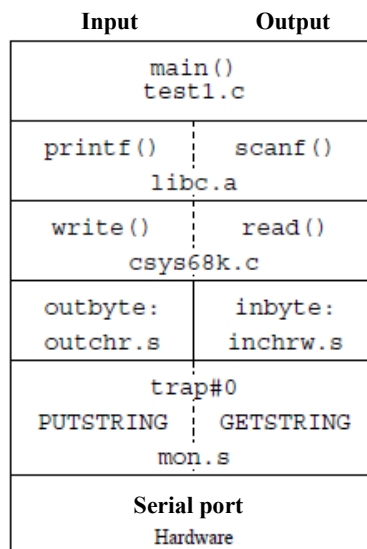 Input Output
main()
test1.c
printf() scanf()
libc.a
write() read()
csys68k.c
outbyte: inbyte:
outchr.s inchrw.s
trap#0
PUTSTRING GETSTRING
mon.s
Serial port
Hardware